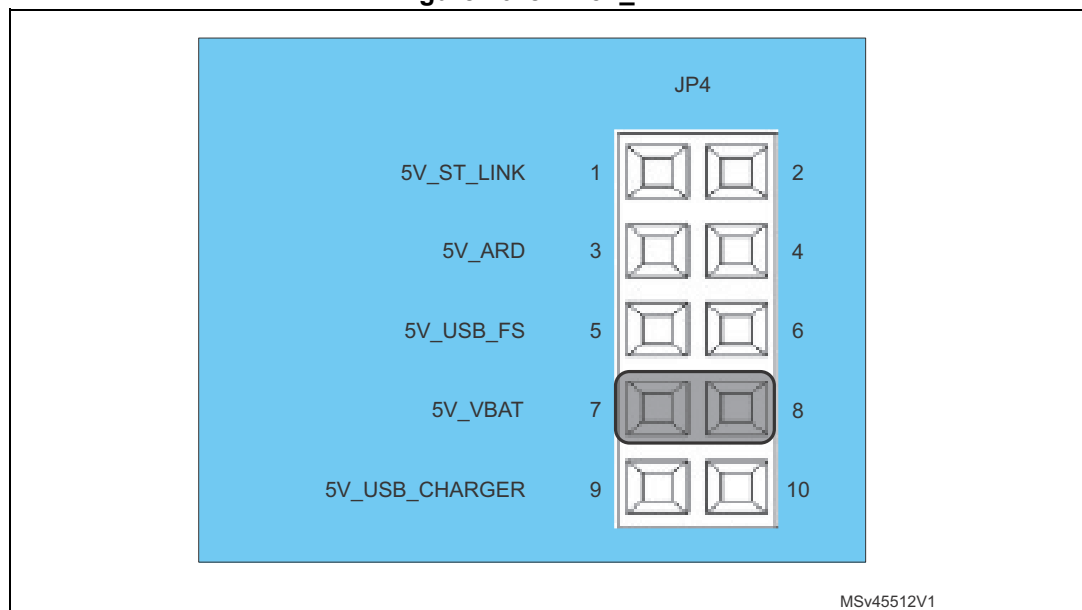 JP4
5V_ST_LINK 1 2
5V_ARD 3 4
5V_USB_FS 5 6
5V_VBAT 7 8
5V_USB_CHARGER 9 10
MSv45512V1